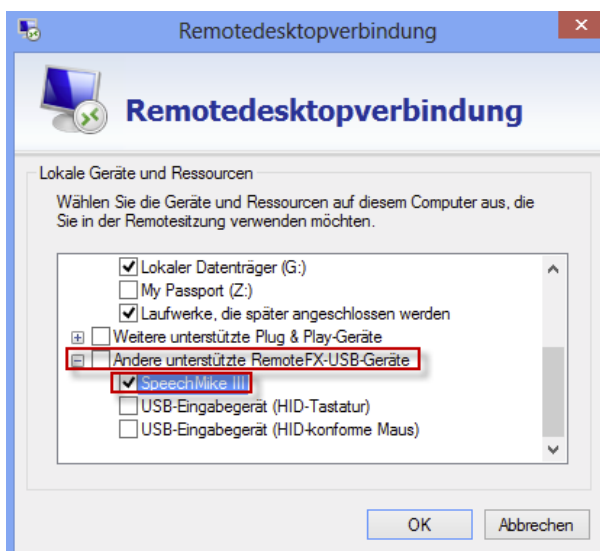 Remotedesktopverbindung
Remotedesktopverbindung
Lokale Geräte und Ressourcen
Wählen Sie die Geräte und Ressourcen auf diesem Computer aus, die
Sie in der Remotesitzung verwenden möchten.
Lokaler Datenträger (G:)
My Passport (Z:)
Laufwerke, die später angeschlossen werden
Weitere unterstützte Plug & Play-Geräte
Andere unterstützte RemoteFX-USB-Geräte
SpeechMike III
USB-Eingabegerät (HID-Tastatur)
USB-Eingabegerät (HID-konforme Maus)
OK Abbrechen